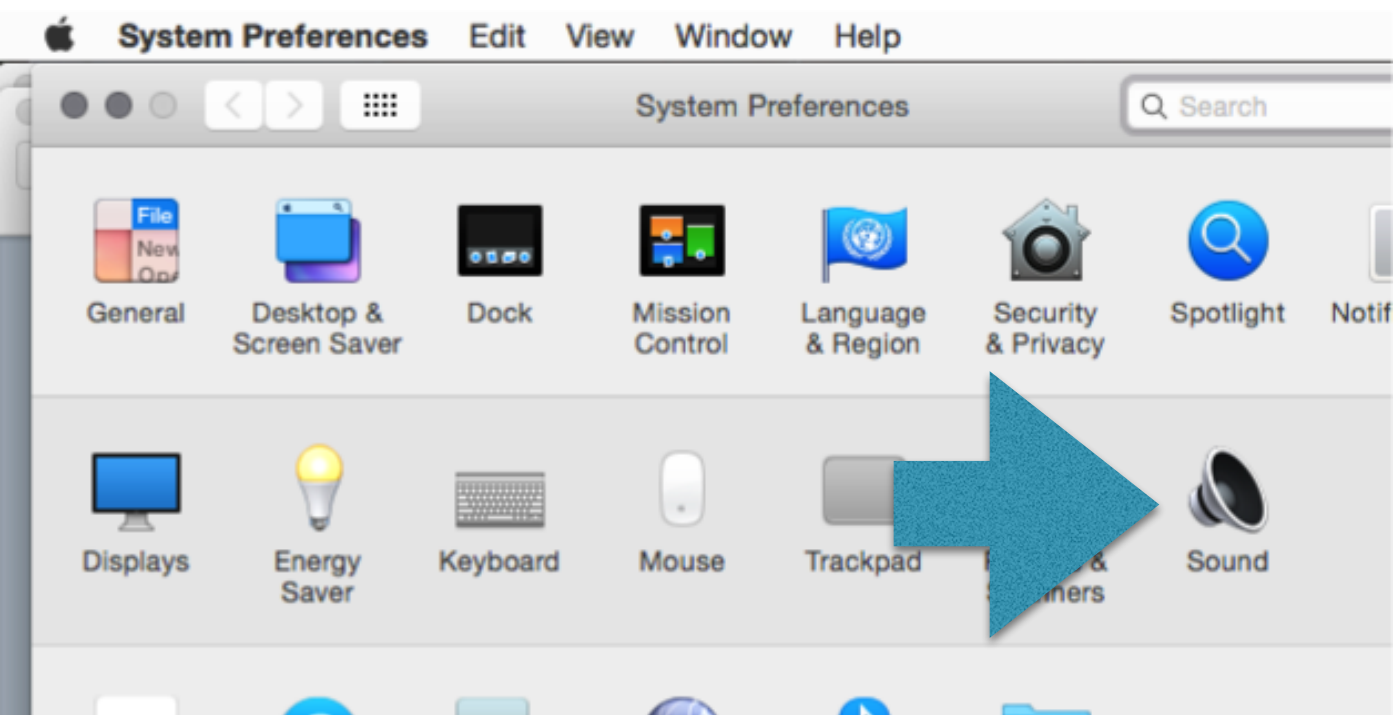 System Preferences Edit View Window Help
System Preferences
Search
File
New
General
Desktop &
Screen Saver
Dock
Mission
Control
Language
& Region
Security
& Privacy
Spotlight
Displays
Energy
Saver
Keyboard
Mouse
Trackpad
&
Sound